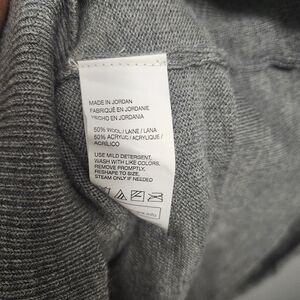 MADE IN JORDAN
FABRIQUÉ EN JORDANIE
HECHO EN JORDANIA
50% WOOL / LAINE / LANA
50% ACRYLIC / ACRYLIQUE /
ACRÍLICO
USE MILD DETERGENT,
WASH WITH LIKE COLORS,
REMOVE PROMPTLY,
RESHAPE TO SIZE,
STEAM ONLY IF NEEDED